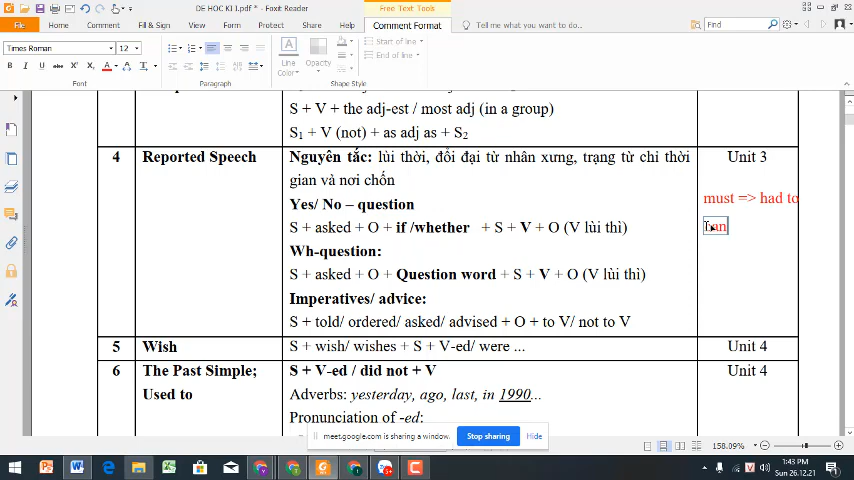 DE HOC KI I.pdf * - Foxit Reader
Free Text Tools
File Home Comment Fill & Sign View Form Protect Share Help Comment Format Tell me what you want to do... Find
Times Roman 12
Start of line
End of line
Line Color Opacity
Font Paragraph Shape Style
S + V + the adj-est / most adj (in a group)
S₁ + V (not) + as adj as + S₂
4 Reported Speech Nguyên tắc: lùi thời, đổi đại từ nhân xưng, trạng từ chỉ thời Unit 3
gian và nơi chốn
must => had to
Yes/ No – question
S + asked + O + if /whether + S + V + O (V lùi thì)
Wh-question:
S + asked + O + Question word + S + V + O (V lùi thì)
Imperatives/ advice:
S + told/ ordered/ asked/ advised + O + to V/ not to V
5 Wish S + wish/ wishes + S + V-ed/ were ... Unit 4
6 The Past Simple; S + V-ed / did not + V Unit 4
Used to Adverbs: yesterday, ago, last, in 1990...
Pronunciation of -ed:
meet.google.com is sharing a window. Stop sharing Hide
158.09%
1:43 PM
Sun 26.12.21